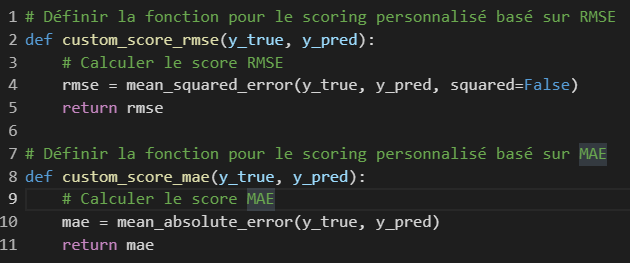 1 # Définir la fonction pour le scoring personnalisé basé sur RMSE
2 def custom_score_rmse(y_true, y_pred):
3     # Calculer le score RMSE
4     rmse = mean_squared_error(y_true, y_pred, squared=False)
5     return rmse
6
7 # Définir la fonction pour le scoring personnalisé basé sur MAE
8 def custom_score_mae(y_true, y_pred):
9     # Calculer le score MAE
10     mae = mean_absolute_error(y_true, y_pred)
11     return mae